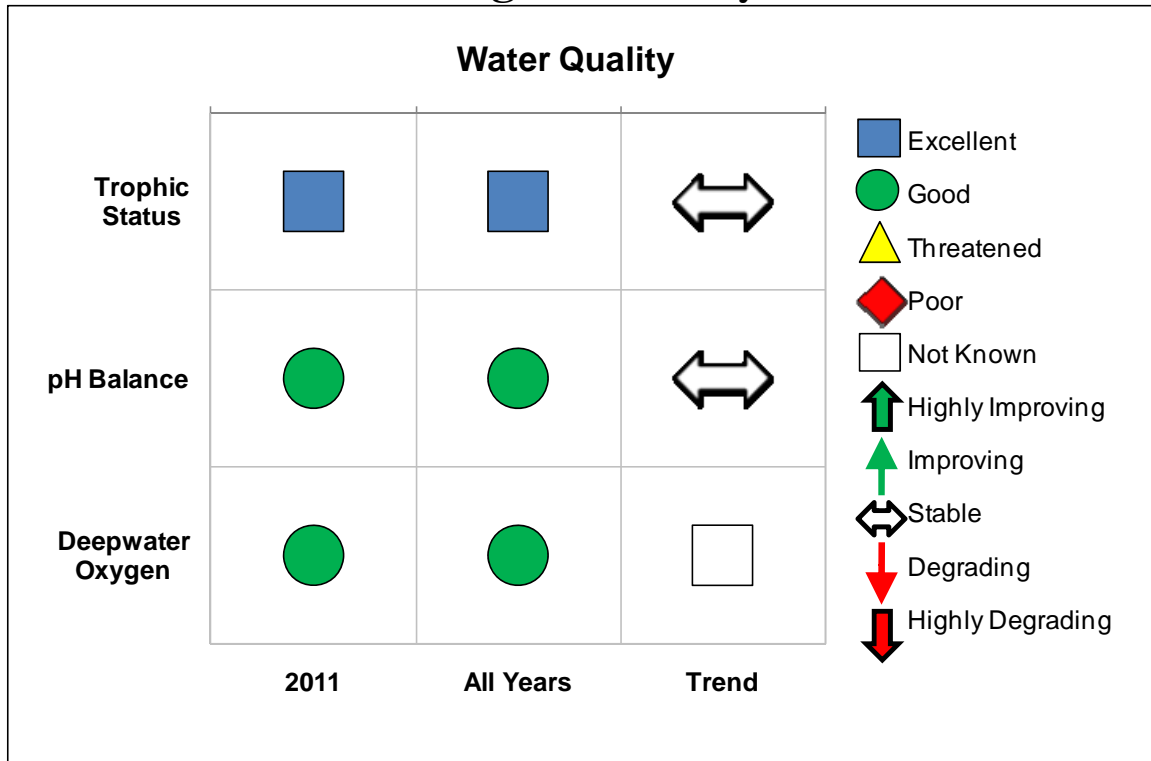 Water Quality
Trophic
Status
pH Balance
Deepwater
Oxygen
2011
All Years
Trend
Excellent
Good
Threatened
Poor
Not Known
Highly Improving
Improving
Stable
Degrading
Highly Degrading